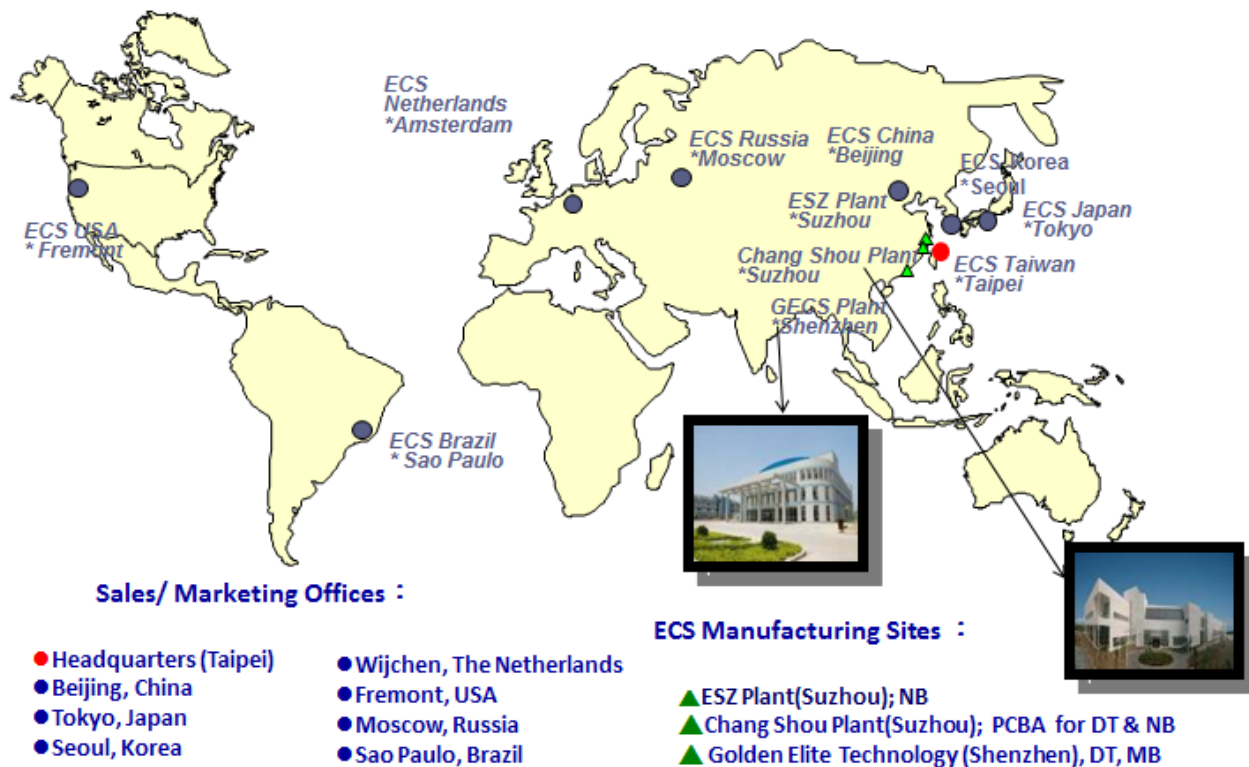 ECS
Netherlands
*Amsterdam
ECS Russia
*Moscow
ECS China
*Beijing
ECS Korea
*Seoul
ESZ Plant
*Suzhou
ECS Japan
*Tokyo
ECS USA
* Fremont
Chang Shou Plant
*Suzhou
ECS Taiwan
*Taipei
GECS Plant
*Shenzhen
ECS Brazil
* Sao Paulo
Sales/ Marketing Offices :
Headquarters (Taipei)
Beijing, China
Tokyo, Japan
Seoul, Korea
Wijchen, The Netherlands
Fremont, USA
Moscow, Russia
Sao Paulo, Brazil
ECS Manufacturing Sites :
ESZ Plant(Suzhou); NB
Chang Shou Plant(Suzhou); PCBA for DT & NB
Golden Elite Technology (Shenzhen), DT, MB